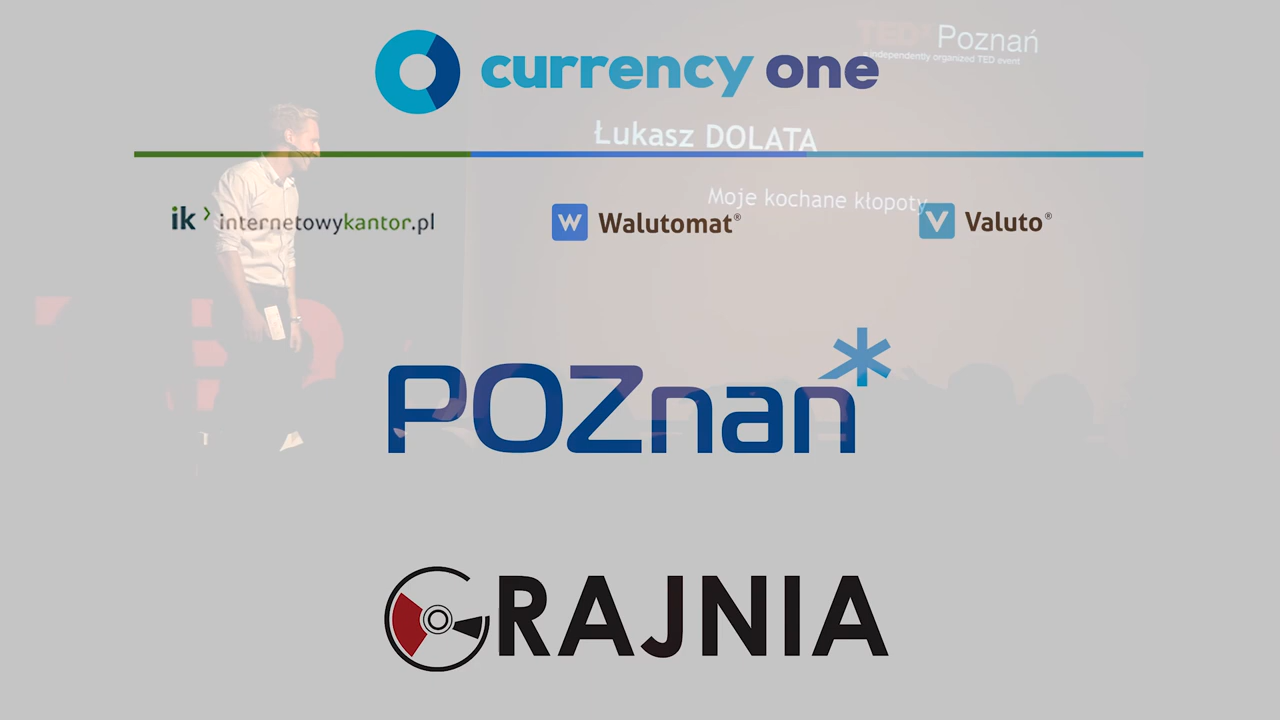 currency one
TEDx Poznań
x independently organized TED event
Łukasz DOLATA
Moje kochane kłopoty
ik internetowykantor.pl
W Walutomat®
V Valuto®
POZnan*
GRAJNIA